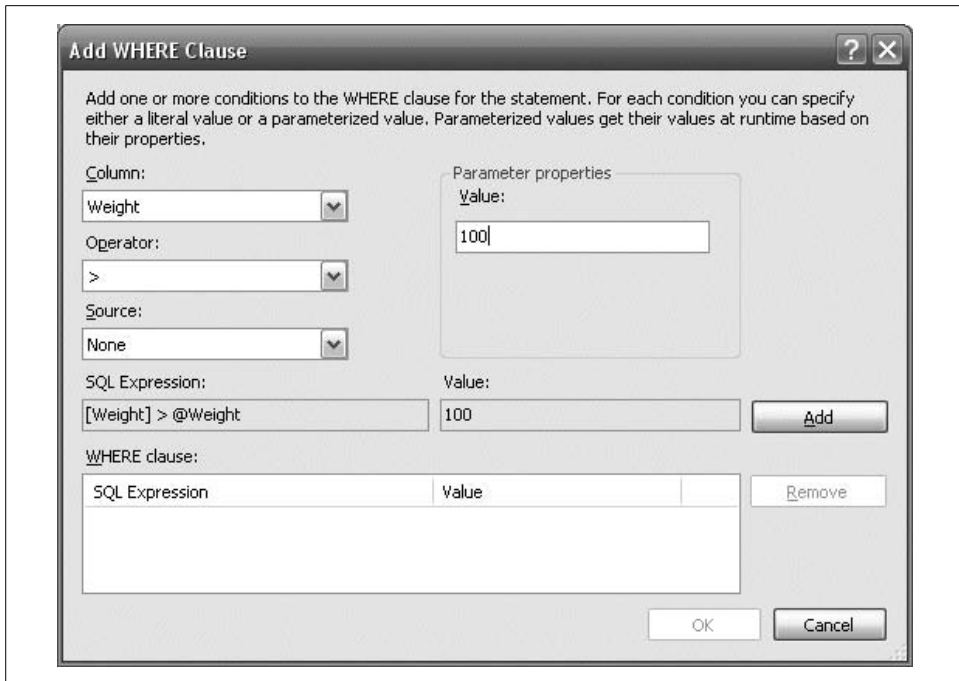 Add WHERE Clause
Add one or more conditions to the WHERE clause for the statement. For each condition you can specify
either a literal value or a parameterized value. Parameterized values get their values at runtime based on
their properties.
Column:
Weight
Operator:
>
Source:
None
Parameter properties
Value:
100
SQL Expression:
[Weight] > @Weight
Value:
100
Add
WHERE clause:
SQL Expression Value
Remove
OK Cancel